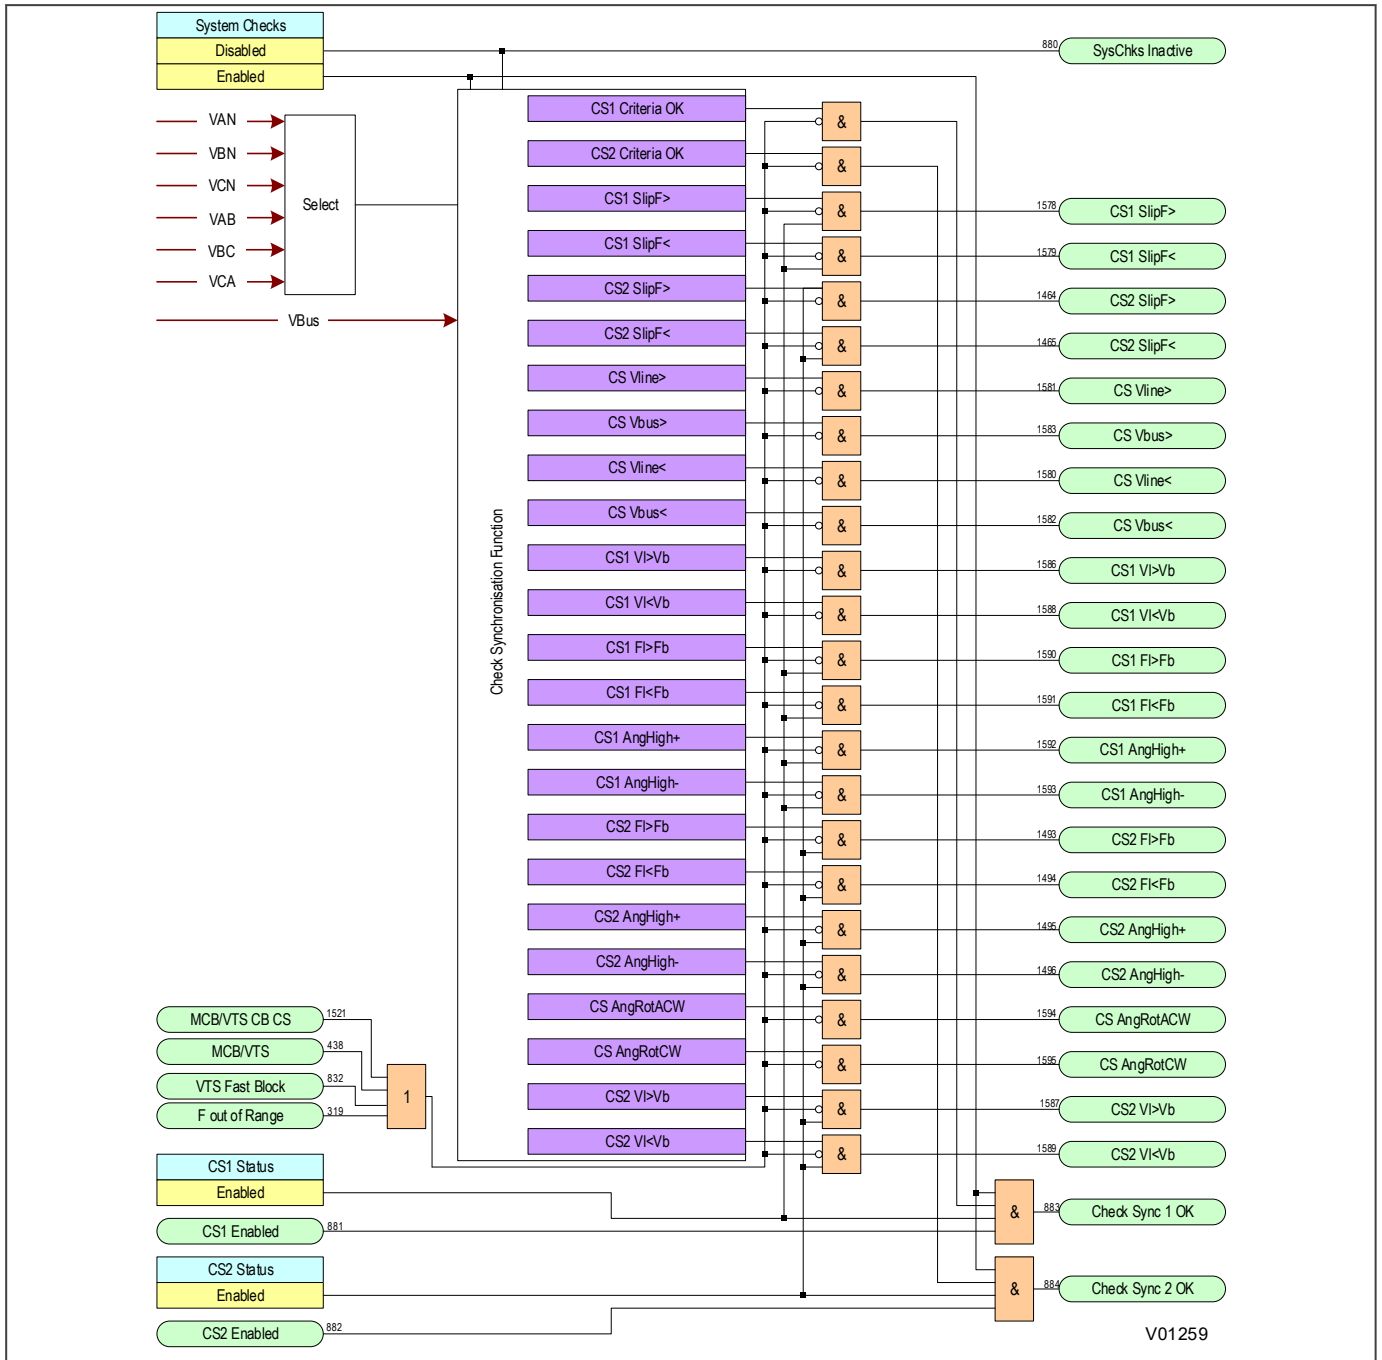 System Checks
Disabled
880
SysChks Inactive
Enabled
VAN
VBN
VCN
VAB
VBC
VCA
Select
VBus
Check Synchronisation Function
CS1 Criteria OK
&
CS2 Criteria OK
&
CS1 SlipF>
&
1578
CS1 SlipF>
CS1 SlipF<
&
1579
CS1 SlipF<
CS2 SlipF>
&
1464
CS2 SlipF>
CS2 SlipF<
&
1465
CS2 SlipF<
CS Vline>
&
1581
CS Vline>
CS Vbus>
&
1583
CS Vbus>
CS Vline<
&
1580
CS Vline<
CS Vbus<
&
1582
CS Vbus<
CS1 Vl>Vb
&
1586
CS1 Vl>Vb
CS1 Vl<Vb
&
1588
CS1 Vl<Vb
CS1 Fl>Fb
&
1590
CS1 Fl>Fb
CS1 Fl<Fb
&
1591
CS1 Fl<Fb
CS1 AngHigh+
&
1592
CS1 AngHigh+
CS1 AngHigh-
&
1593
CS1 AngHigh-
CS2 Fl>Fb
&
1493
CS2 Fl>Fb
CS2 Fl<Fb
&
1494
CS2 Fl<Fb
CS2 AngHigh+
&
1495
CS2 AngHigh+
CS2 AngHigh-
&
1496
CS2 AngHigh-
CS AngRotACW
&
1594
CS AngRotACW
CS AngRotCW
&
1595
CS AngRotCW
CS2 Vl>Vb
&
1587
CS2 Vl>Vb
CS2 Vl<Vb
&
1589
CS2 Vl<Vb
MCB/VTS CB CS
1521
MCB/VTS
438
VTS Fast Block
832
F out of Range
319
1
CS1 Status
Enabled
CS1 Enabled
881
&
883
Check Sync 1 OK
CS2 Status
Enabled
CS2 Enabled
882
&
884
Check Sync 2 OK
V01259